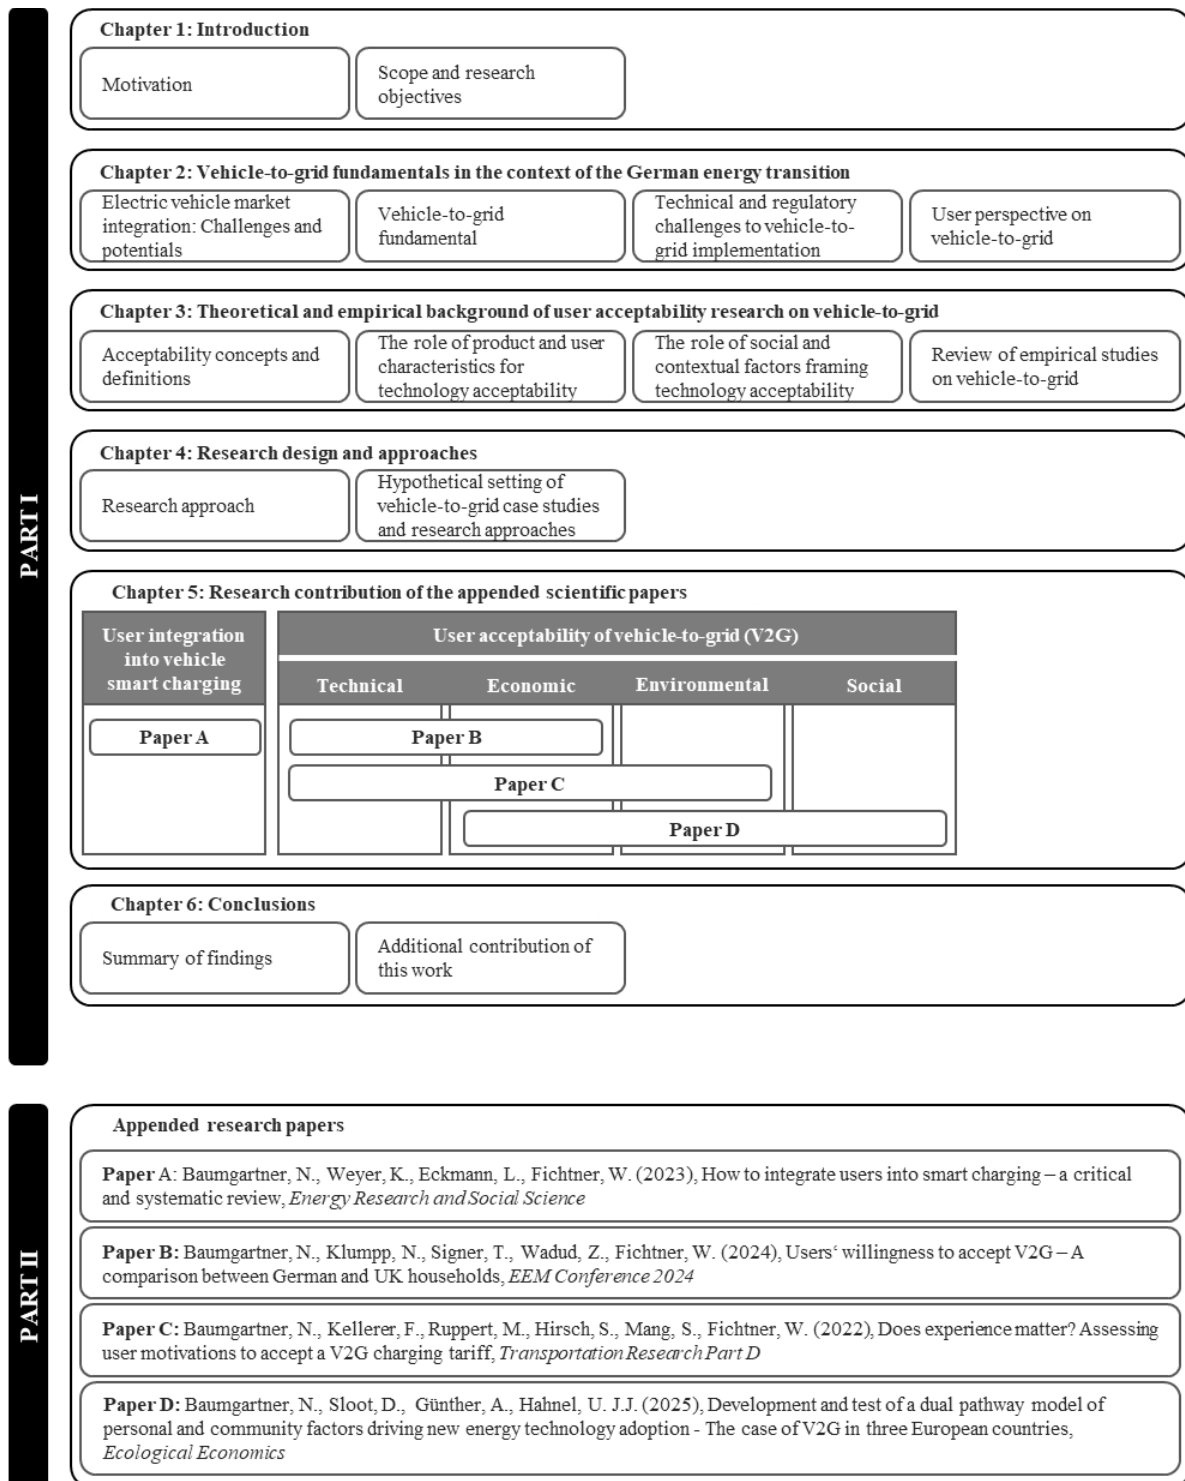 PART I
Chapter 1: Introduction
Motivation
Scope and research
objectives
Chapter 2: Vehicle-to-grid fundamentals in the context of the German energy transition
Electric vehicle market
integration: Challenges and
potentials
Vehicle-to-grid
fundamental
Technical and regulatory
challenges to vehicle-to-
grid implementation
User perspective on
vehicle-to-grid
Chapter 3: Theoretical and empirical background of user acceptability research on vehicle-to-grid
Acceptability concepts and
definitions
The role of product and user
characteristics for
technology acceptability
The role of social and
contextual factors framing
technology acceptability
Review of empirical studies
on vehicle-to-grid
Chapter 4: Research design and approaches
Research approach
Hypothetical setting of
vehicle-to-grid case studies
and research approaches
Chapter 5: Research contribution of the appended scientific papers
User integration
into vehicle
smart charging
User acceptability of vehicle-to-grid (V2G)
Technical
Economic
Environmental
Social
Paper A
Paper B
Paper C
Paper D
Chapter 6: Conclusions
Summary of findings
Additional contribution of
this work
PART II
Appended research papers
Paper A: Baumgartner, N., Weyer, K., Eckmann, L., Fichtner, W. (2023), How to integrate users into smart charging – a critical
and systematic review, Energy Research and Social Science
Paper B: Baumgartner, N., Klumpp, N., Signer, T., Wadud, Z., Fichtner, W. (2024), Users‘ willingness to accept V2G – A
comparison between German and UK households, EEM Conference 2024
Paper C: Baumgartner, N., Kellerer, F., Ruppert, M., Hirsch, S., Mang, S., Fichtner, W. (2022), Does experience matter? Assessing
user motivations to accept a V2G charging tariff, Transportation Research Part D
Paper D: Baumgartner, N., Sloot, D., Günther, A., Hahnel, U. J.J. (2025), Development and test of a dual pathway model of
personal and community factors driving new energy technology adoption - The case of V2G in three European countries,
Ecological Economics